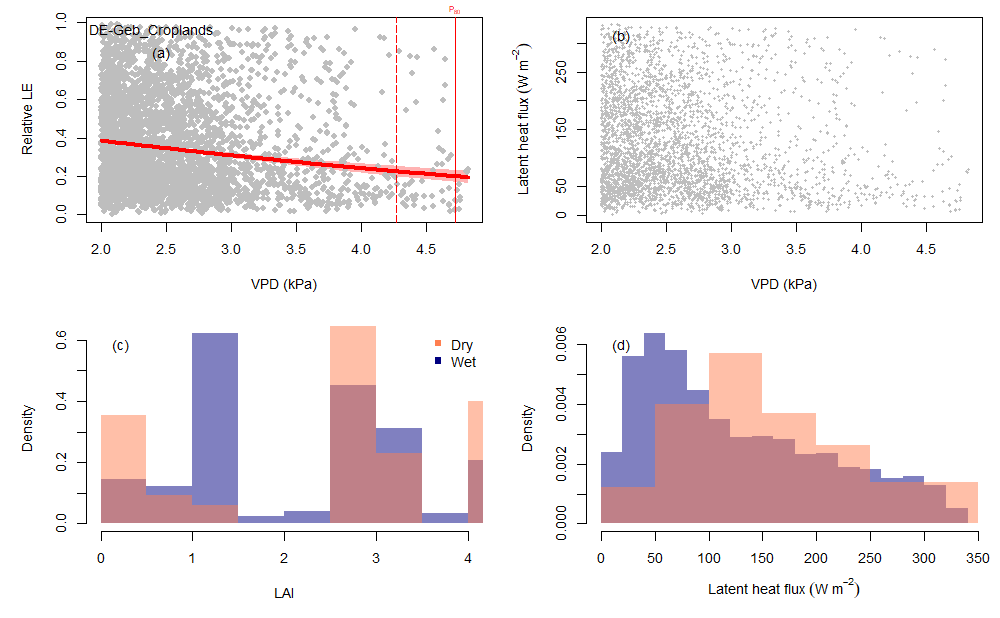 DE-Geb_Croplands
(a)
Relative LE
0.0 0.2 0.4 0.6 0.8 1.0
2.0 2.5 3.0 3.5 4.0 4.5
VPD (kPa)
(b)
Latent heat flux (W m⁻²)
0 50 150 250
2.0 2.5 3.0 3.5 4.0 4.5
VPD (kPa)
(c)
Dry
Wet
Density
0.0 0.2 0.4 0.6
0 1 2 3 4
LAI
(d)
Density
0.000 0.002 0.004 0.006
0 50 100 150 200 250 300 350
Latent heat flux (W m⁻²)